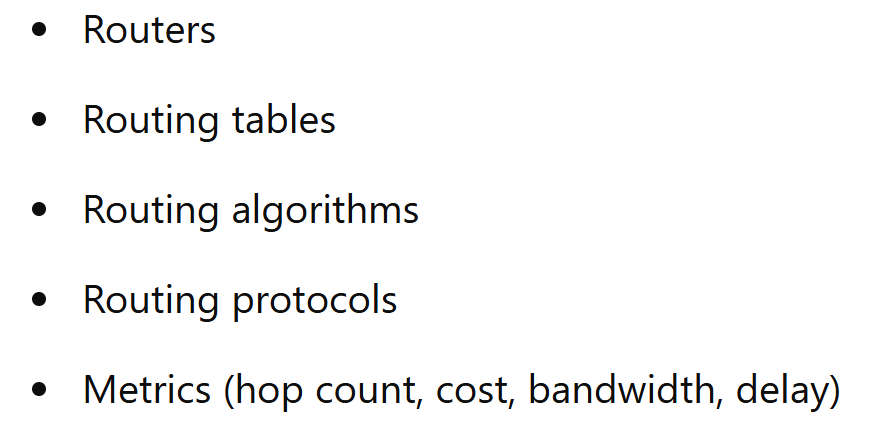 • Routers
• Routing tables
• Routing algorithms
• Routing protocols
• Metrics (hop count, cost, bandwidth, delay)